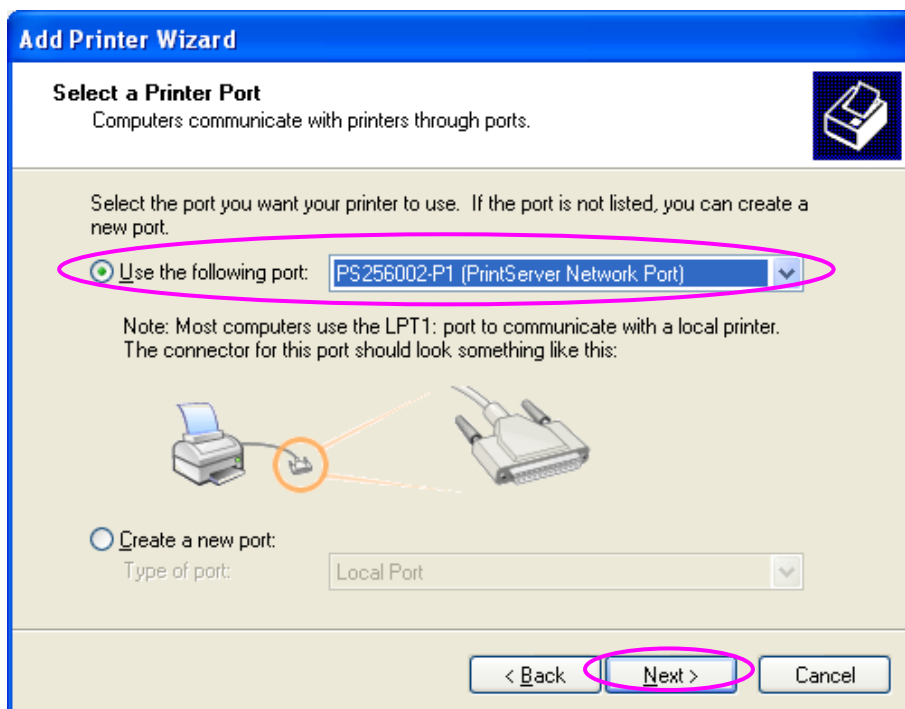 Add Printer Wizard
Select a Printer Port
Computers communicate with printers through ports.
Select the port you want your printer to use. If the port is not listed, you can create a
new port.
Use the following port: PS256002-P1 (PrintServer Network Port)
Note: Most computers use the LPT1: port to communicate with a local printer.
The connector for this port should look something like this:
Create a new port:
Type of port: Local Port
< Back Next > Cancel